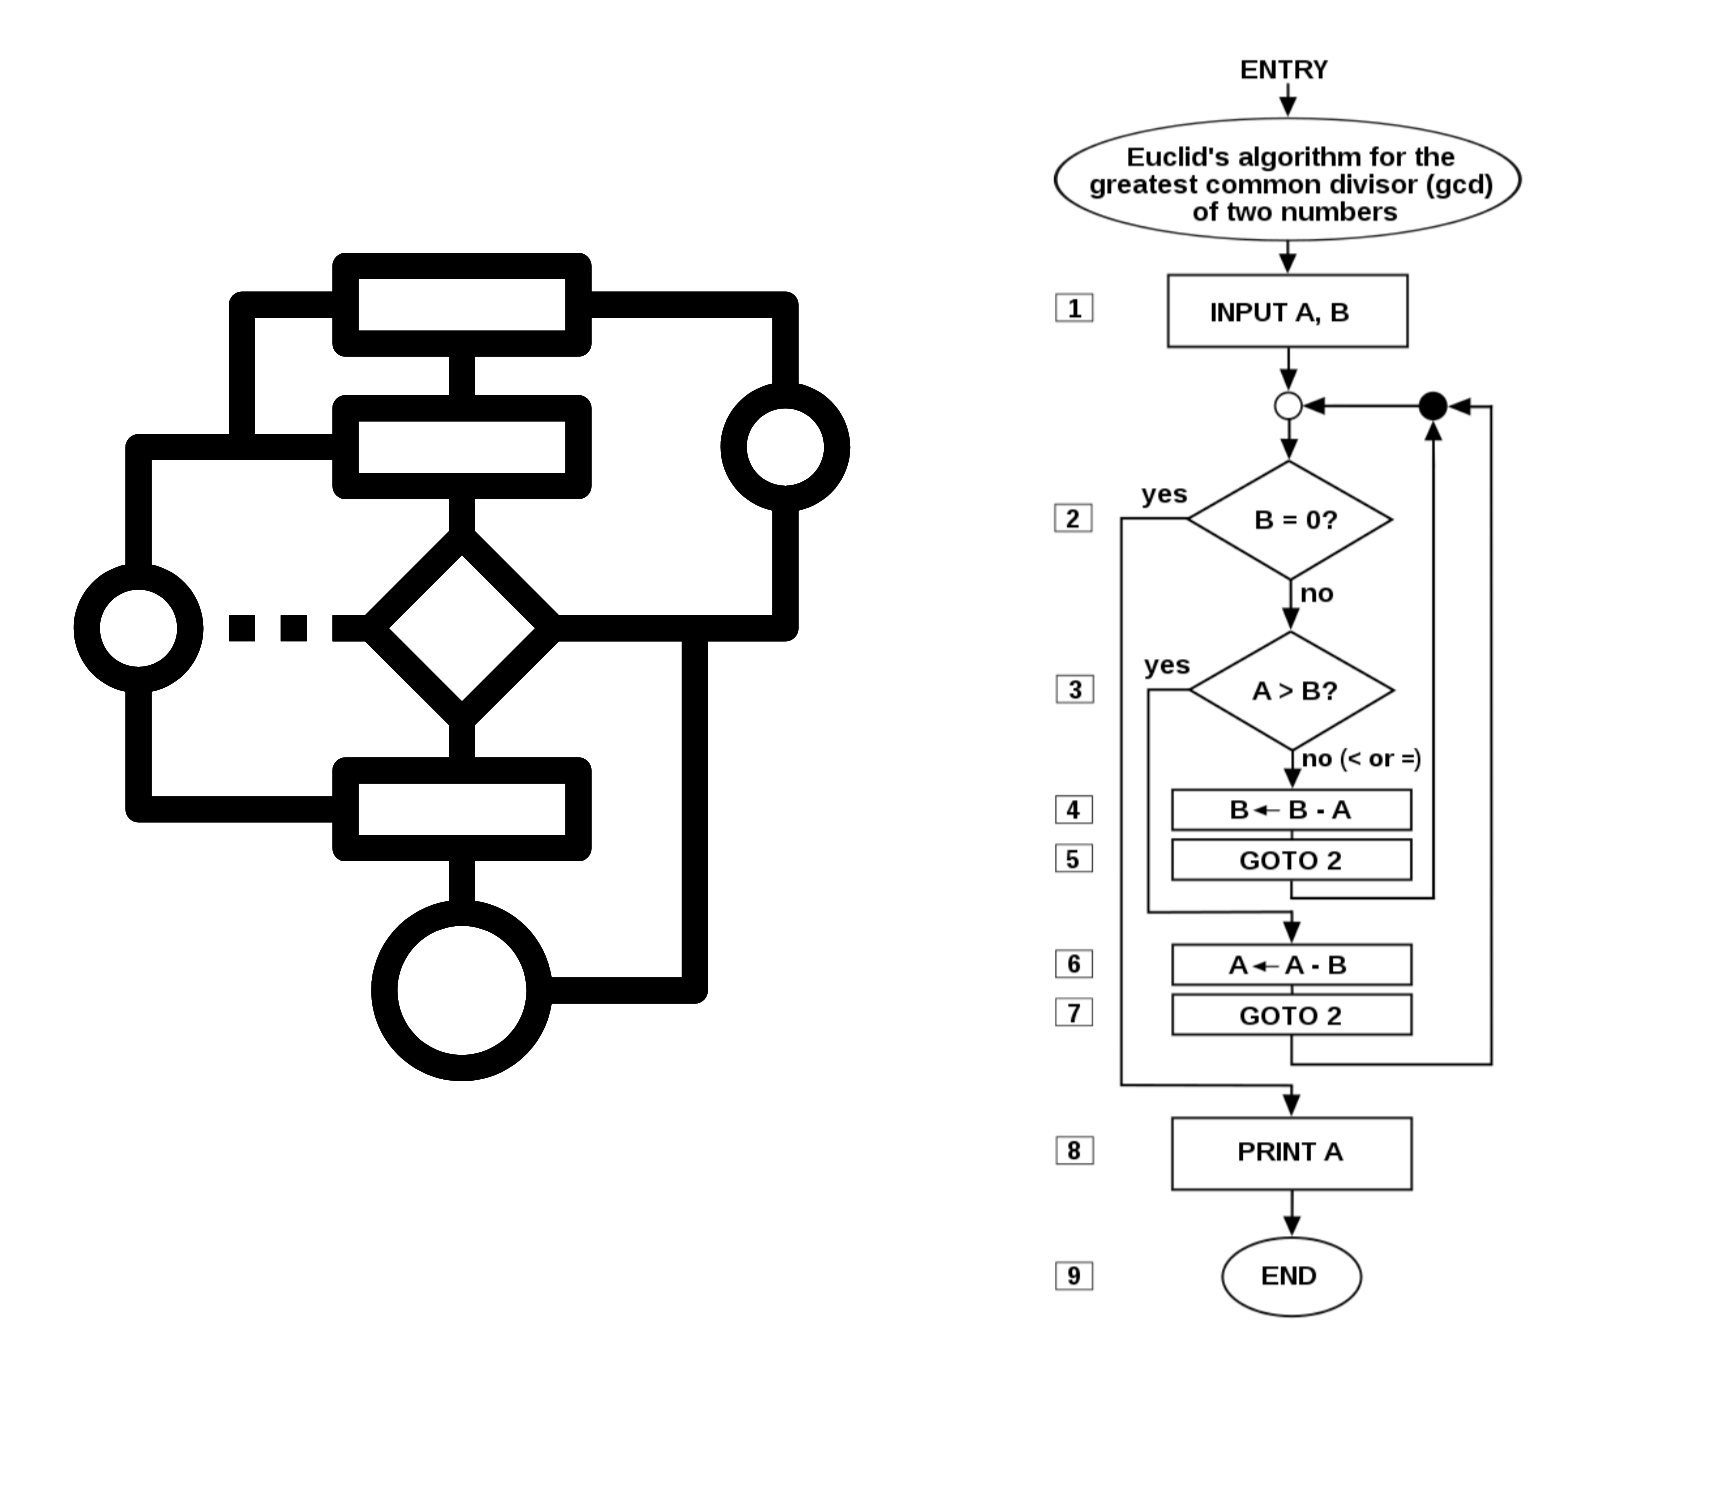 ENTRY
Euclid's algorithm for the
greatest common divisor (gcd)
of two numbers
1
INPUT A, B
yes
2
B = 0?
no
yes
3
A > B?
no (< or =)
4
B ← B - A
5
GOTO 2
6
A ← A - B
7
GOTO 2
8
PRINT A
9
END